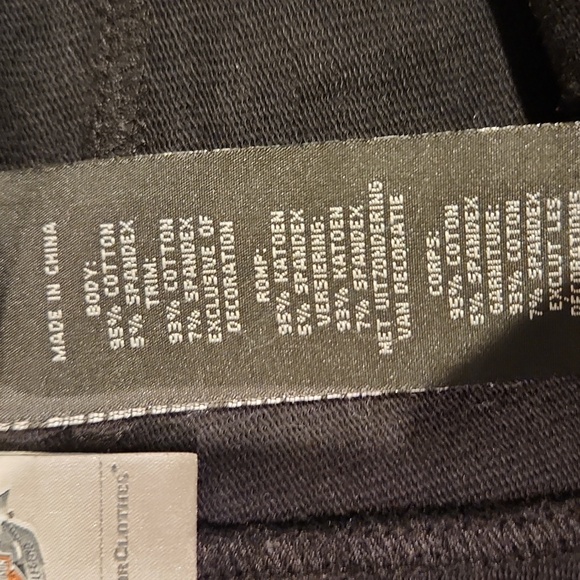 MADE IN CHINA
BODY:
95% COTTON
5% SPANDEX
TRIM:
93% COTTON
7% SPANDEX
EXCLUSIVE OF
DECORATION
ROMP:
95% KATOEN
5% SPANDEX
VERSIERING:
93% KATOEN
7% SPANDEX
MET UITZONDERING
VAN DECORATIE
CORPS:
95% COTON
5% SPANDEX
GARNITURE:
93% COTON
7% SPANDEX
EXCLUT LES
CLOTHES®